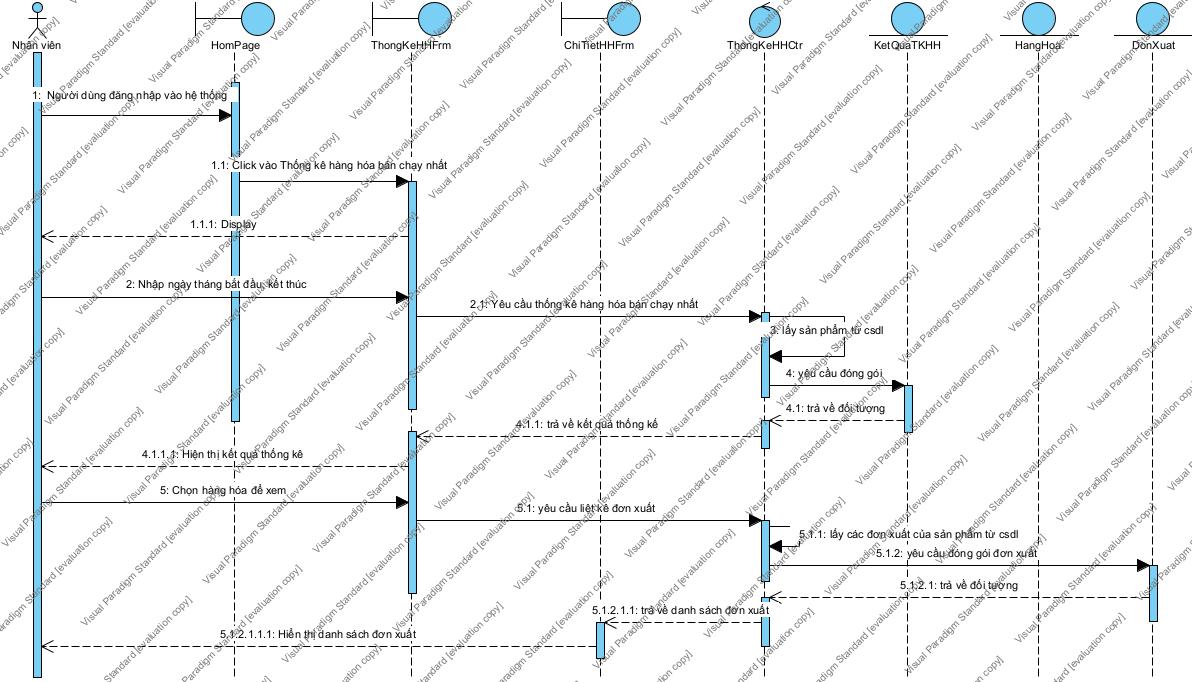 Nhân viên
HomPage
ThongKeHHFrm
ChiTietHHFrm
ThongKeHHCtr
KetQuaTKHH
HangHoa
DonXuat
1: Người dùng đăng nhập vào hệ thống
1.1: Click vào Thống kê hàng hóa bán chạy nhất
1.1.1: Display
2: Nhập ngày tháng bắt đầu, kết thúc
2.1: Yêu cầu thống kê hàng hóa bán chạy nhất
3: lấy sản phẩm từ csdl
4: yêu cầu đóng gói
4.1: trả về đối tượng
4.1.1: trả về kết quả thống kê
4.1.1.1: Hiện thị kết quả thống kê
5: Chọn hàng hóa để xem
5.1: yêu cầu liệt kê đơn xuất
5.1.1: lấy các đơn xuất của sản phẩm từ csdl
5.1.2: yêu cầu đóng gói đơn xuất
5.1.2.1: trả về đối tượng
5.1.2.1.1: trả về danh sách đơn xuất
5.1.2.1.1.1: Hiển thị danh sách đơn xuất
Visual Paradigm Standard [evaluation copy]